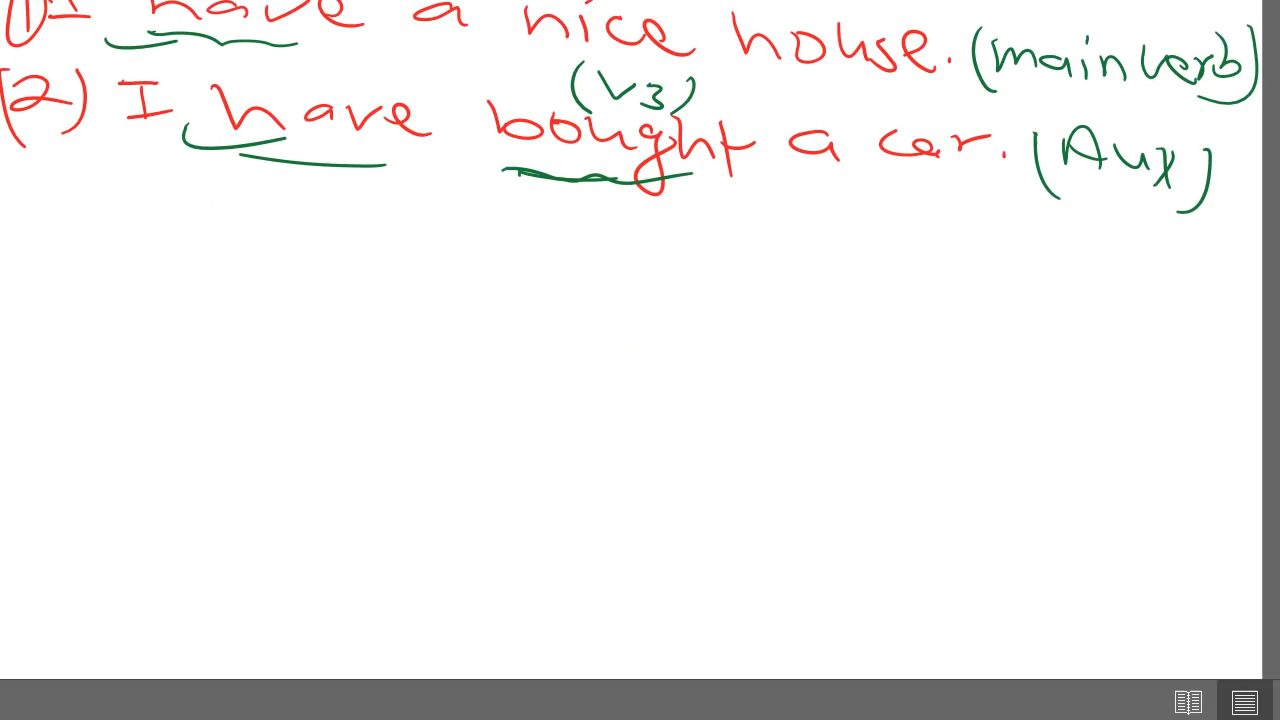 (1) I have a nice house. (main verb)
(V3)
(2) I have bought a car. (Aux)